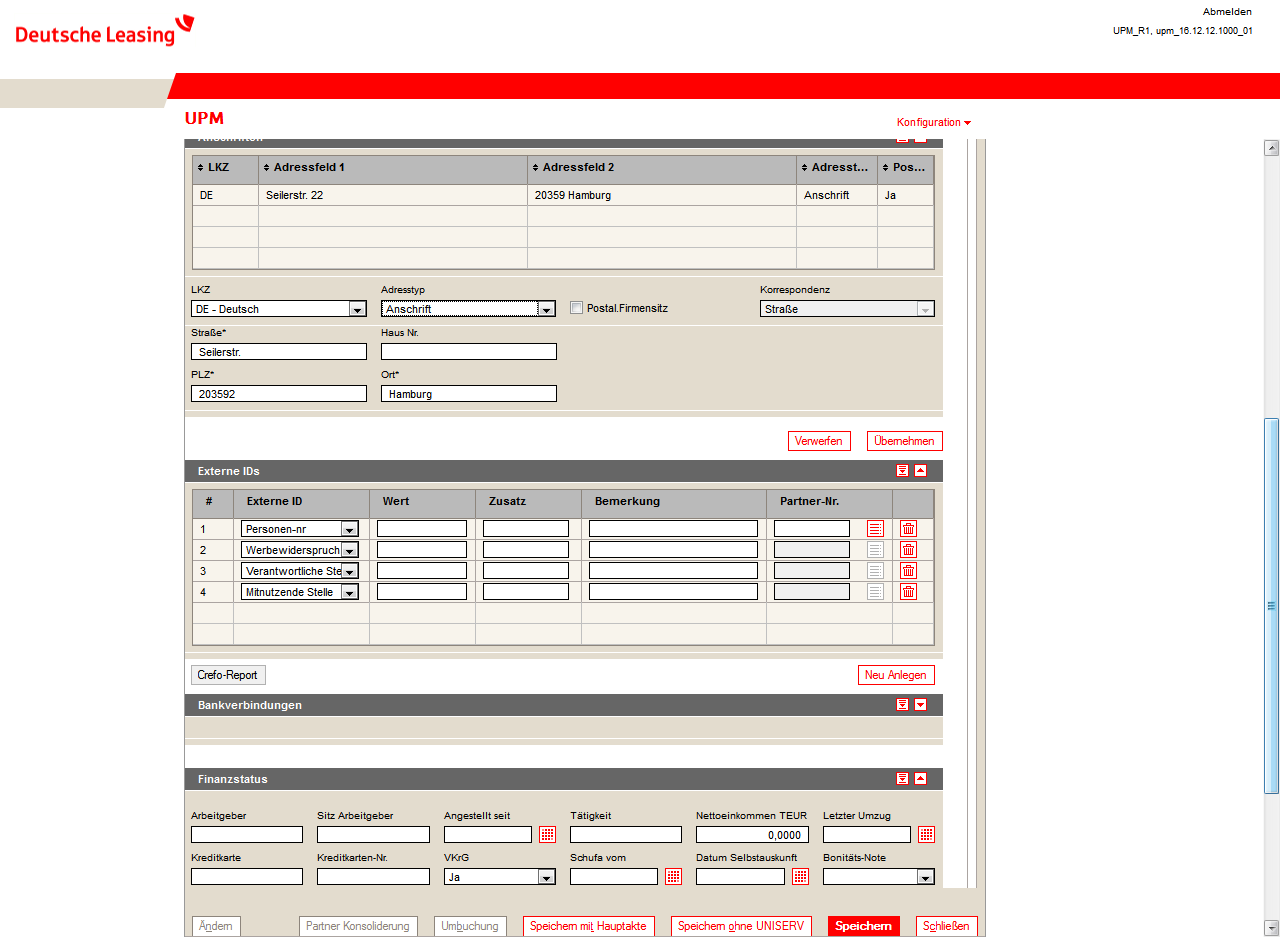 Abmelden
Deutsche Leasing
UPM_R1, upm_16.12.12.1000_01
UPM
Konfiguration
LKZ Adressfeld 1 Adressfeld 2 Adresst... Pos...
DE Seilerstr. 22 20359 Hamburg Anschrift Ja
LKZ Adresstyp Korrespondenz
DE - Deutsch Anschrift Postal.Firmensitz Straße
Straße* Haus Nr.
Seilerstr.
PLZ* Ort*
203592 Hamburg
Verwerfen Übernehmen
Externe IDs
# Externe ID Wert Zusatz Bemerkung Partner-Nr.
1 Personen-nr
2 Werbewiderspruch
3 Verantwortliche Ste
4 Mitnutzende Stelle
Crefo-Report Neu Anlegen
Bankverbindungen
Finanzstatus
Arbeitgeber Sitz Arbeitgeber Angestellt seit Tätigkeit Nettoeinkommen TEUR Letzter Umzug
0,0000
Kreditkarte Kreditkarten-Nr. VKrG Schufa vom Datum Selbstauskunft Bonitäts-Note
Ja
Ändern Partner Konsolidierung Umbuchung Speichern mit Hauptakte Speichern ohne UNISERV Speichern Schließen